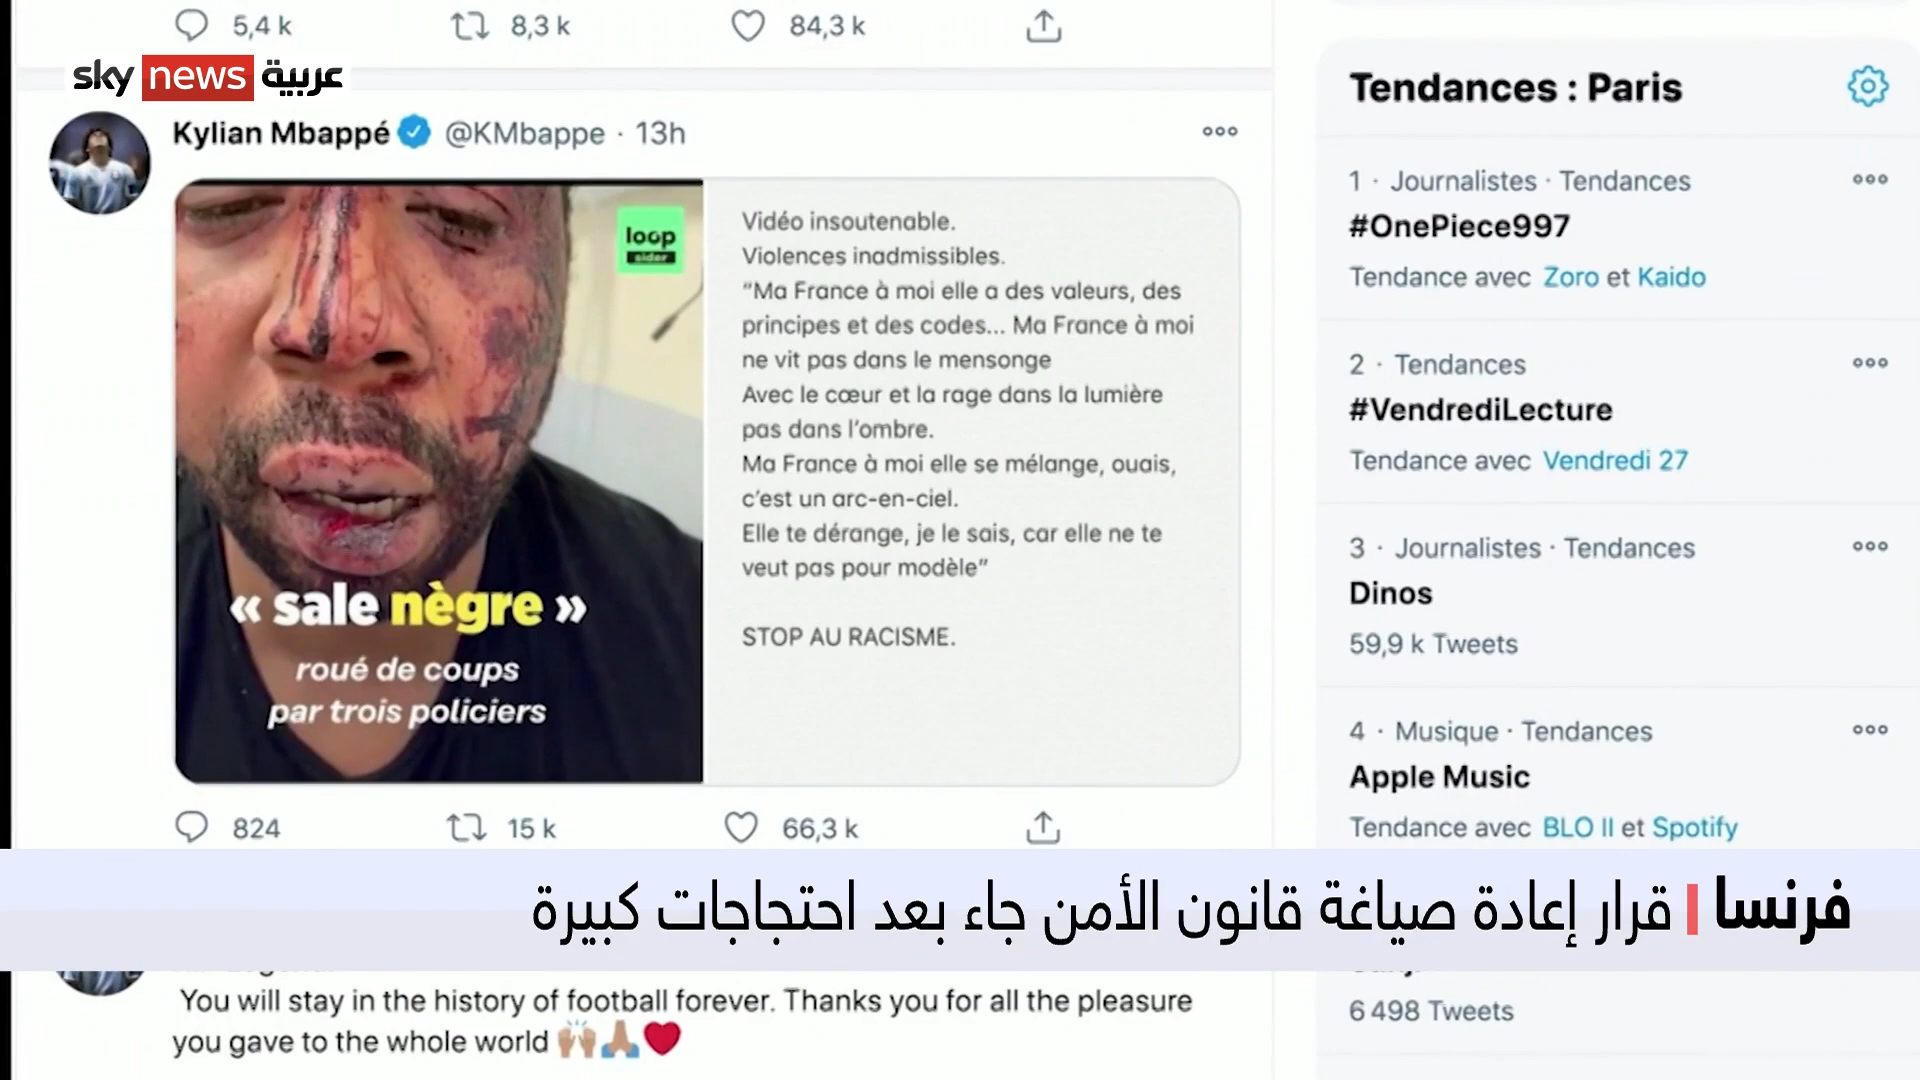 5,4 k
8,3 k
84,3 k
sky news عربية
Kylian Mbappé @KMbappe · 13h
loop
sider
« sale nègre »
roué de coups
par trois policiers
Vidéo insoutenable.
Violences inadmissibles.
“Ma France à moi elle a des valeurs, des
principes et des codes... Ma France à moi
ne vit pas dans le mensonge
Avec le cœur et la rage dans la lumière
pas dans l’ombre.
Ma France à moi elle se mélange, ouais,
c’est un arc-en-ciel.
Elle te dérange, je le sais, car elle ne te
veut pas pour modèle”
STOP AU RACISME.
824
15 k
66,3 k
Tendances : Paris
1 · Journalistes · Tendances
#OnePiece997
Tendance avec Zoro et Kaido
2 · Tendances
#VendrediLecture
Tendance avec Vendredi 27
3 · Journalistes · Tendances
Dinos
59,9 k Tweets
4 · Musique · Tendances
Apple Music
Tendance avec BLO II et Spotify
فرنسا | قرار إعادة صياغة قانون الأمن جاء بعد احتجاجات كبيرة
You will stay in the history of football forever. Thanks you for all the pleasure
you gave to the whole world 🙌🏽🙏🏽❤️
6 498 Tweets